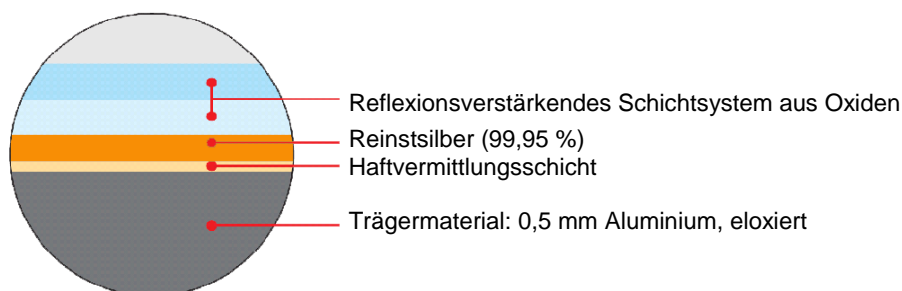 Reflexionsverstärkendes Schichtsystem aus Oxiden
Reinstsilber (99,95 %)
Haftvermittlungsschicht
Trägermaterial: 0,5 mm Aluminium, eloxiert